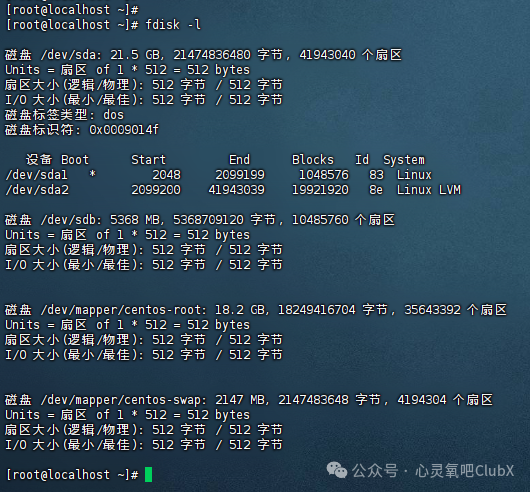 [root@localhost ~]#
[root@localhost ~]# fdisk -l
磁盘 /dev/sda: 21.5 GB, 21474836480 字节, 41943040 个扇区
Units = 扇区 of 1 * 512 = 512 bytes
扇区大小(逻辑/物理): 512 字节 / 512 字节
I/O 大小(最小/最佳): 512 字节 / 512 字节
磁盘标签类型: dos
磁盘标识符: 0x0009014f
设备 Boot Start End Blocks Id System
/dev/sda1 * 2048 2099199 1048576 83 Linux
/dev/sda2 2099200 41943039 19921920 8e Linux LVM
磁盘 /dev/sdb: 5368 MB, 5368709120 字节, 10485760 个扇区
Units = 扇区 of 1 * 512 = 512 bytes
扇区大小(逻辑/物理): 512 字节 / 512 字节
I/O 大小(最小/最佳): 512 字节 / 512 字节
磁盘 /dev/mapper/centos-root: 18.2 GB, 18249416704 字节, 35643392 个扇区
Units = 扇区 of 1 * 512 = 512 bytes
扇区大小(逻辑/物理): 512 字节 / 512 字节
I/O 大小(最小/最佳): 512 字节 / 512 字节
磁盘 /dev/mapper/centos-swap: 2147 MB, 2147483648 字节, 4194304 个扇区
Units = 扇区 of 1 * 512 = 512 bytes
扇区大小(逻辑/物理): 512 字节 / 512 字节
I/O 大小(最小/最佳): 512 字节 / 512 字节
[root@localhost ~]#
公众号 · 心灵氧吧ClubX